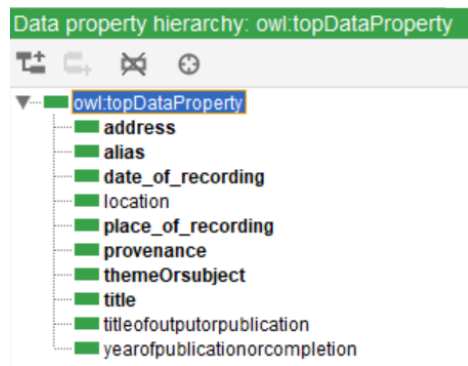 Data property hierarchy: owl:topDataProperty
owl:topDataProperty
address
alias
date_of_recording
location
place_of_recording
provenance
themeOrsubject
title
titleofoutputorpublication
yearofpublicationorcompletion